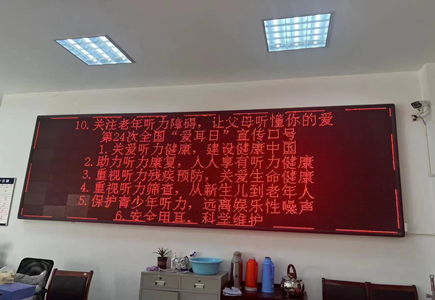 10.关注老年听力障碍，让父母听懂你的爱
第24次全国“爱耳日”宣传口号
1.关爱听力健康，建设健康中国
2.助力听力康复，人人享有听力健康
3.重视听力残疾预防，关爱生命健康
4.重视听力筛查，从新生儿到老年人
5.保护青少年听力，远离娱乐性噪声
6.安全用耳，科学维护